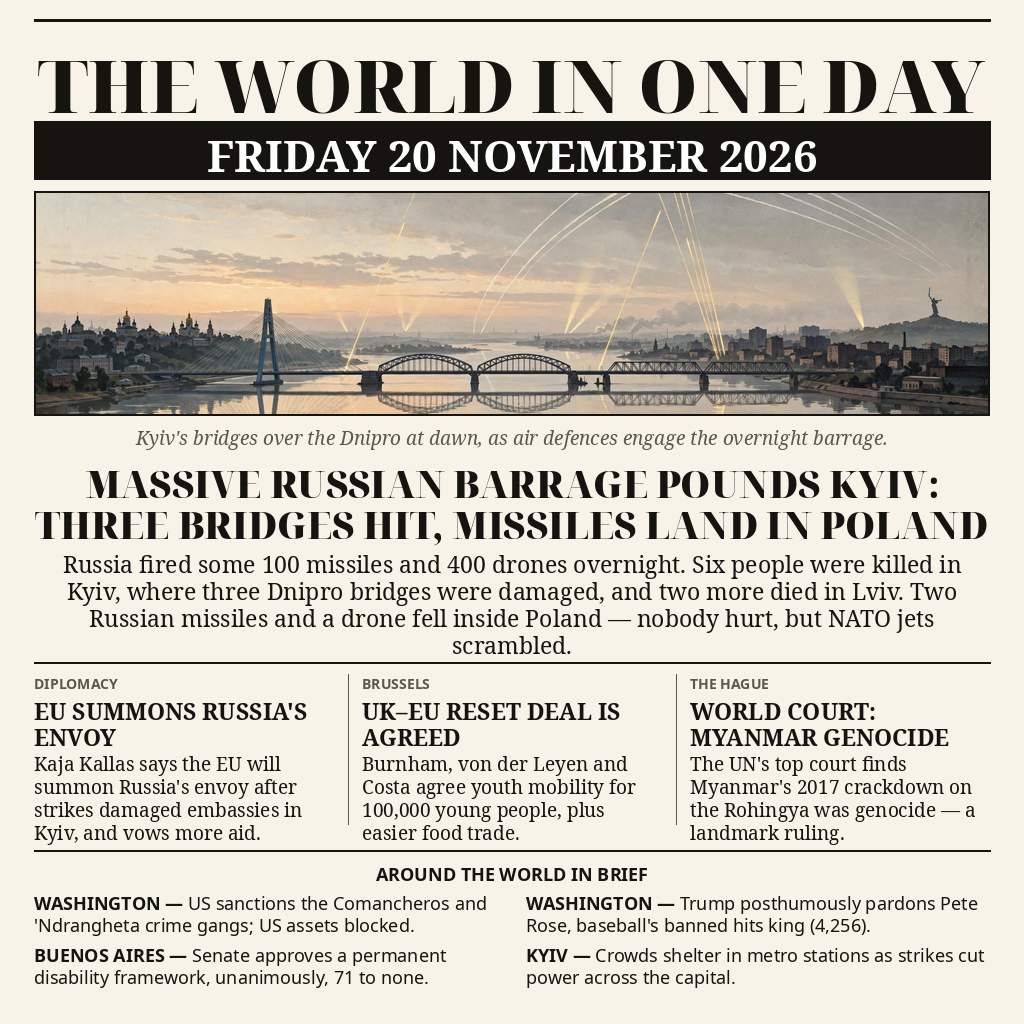 THE WORLD IN ONE DAY
FRIDAY 20 NOVEMBER 2026
Kyiv's bridges over the Dnipro at dawn, as air defences engage the overnight barrage.
MASSIVE RUSSIAN BARRAGE POUNDS KYIV:
THREE BRIDGES HIT, MISSILES LAND IN POLAND
Russia fired some 100 missiles and 400 drones overnight. Six people were killed in
Kyiv, where three Dnipro bridges were damaged, and two more died in Lviv. Two
Russian missiles and a drone fell inside Poland — nobody hurt, but NATO jets
scrambled.
DIPLOMACY
EU SUMMONS RUSSIA'S
ENVOY
Kaja Kallas says the EU will
summon Russia's envoy after
strikes damaged embassies in
Kyiv, and vows more aid.
BRUSSELS
UK–EU RESET DEAL IS
AGREED
Burnham, von der Leyen and
Costa agree youth mobility for
100,000 young people, plus
easier food trade.
THE HAGUE
WORLD COURT:
MYANMAR GENOCIDE
The UN's top court finds
Myanmar's 2017 crackdown on
the Rohingya was genocide — a
landmark ruling.
AROUND THE WORLD IN BRIEF
WASHINGTON — US sanctions the Comancheros and
'Ndrangheta crime gangs; US assets blocked.
BUENOS AIRES — Senate approves a permanent
disability framework, unanimously, 71 to none.
WASHINGTON — Trump posthumously pardons Pete
Rose, baseball's banned hits king (4,256).
KYIV — Crowds shelter in metro stations as strikes cut
power across the capital.